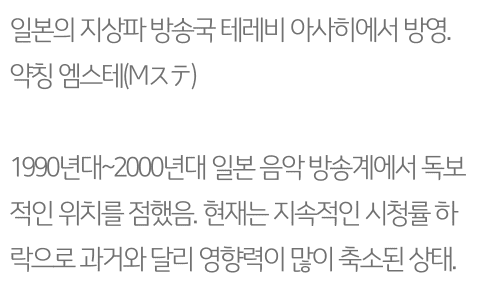 일본의 지상파 방송국 테레비 아사히에서 방영.
약칭 엠스테(Mステ)
1990년대~2000년대 일본 음악 방송계에서 독보
적인 위치를 점했음. 현재는 지속적인 시청률 하
락으로 과거와 달리 영향력이 많이 축소된 상태.